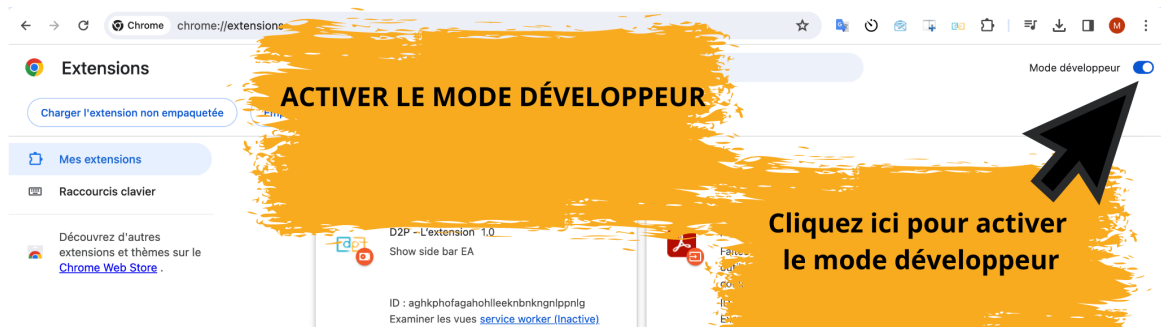 Chrome chrome://extensions
M
Extensions
Mode développeur
ACTIVER LE MODE DÉVELOPPEUR
Charger l'extension non empaquetée
Mes extensions
Raccourcis clavier
Découvrez d'autres
extensions et thèmes sur le
Chrome Web Store .
Cliquez ici pour activer
le mode développeur
D2P - L'extension 1.0
Show side bar EA
ID : aghkphofagahohlleeknbnkngnlppnlg
Examiner les vues service worker (Inactive)